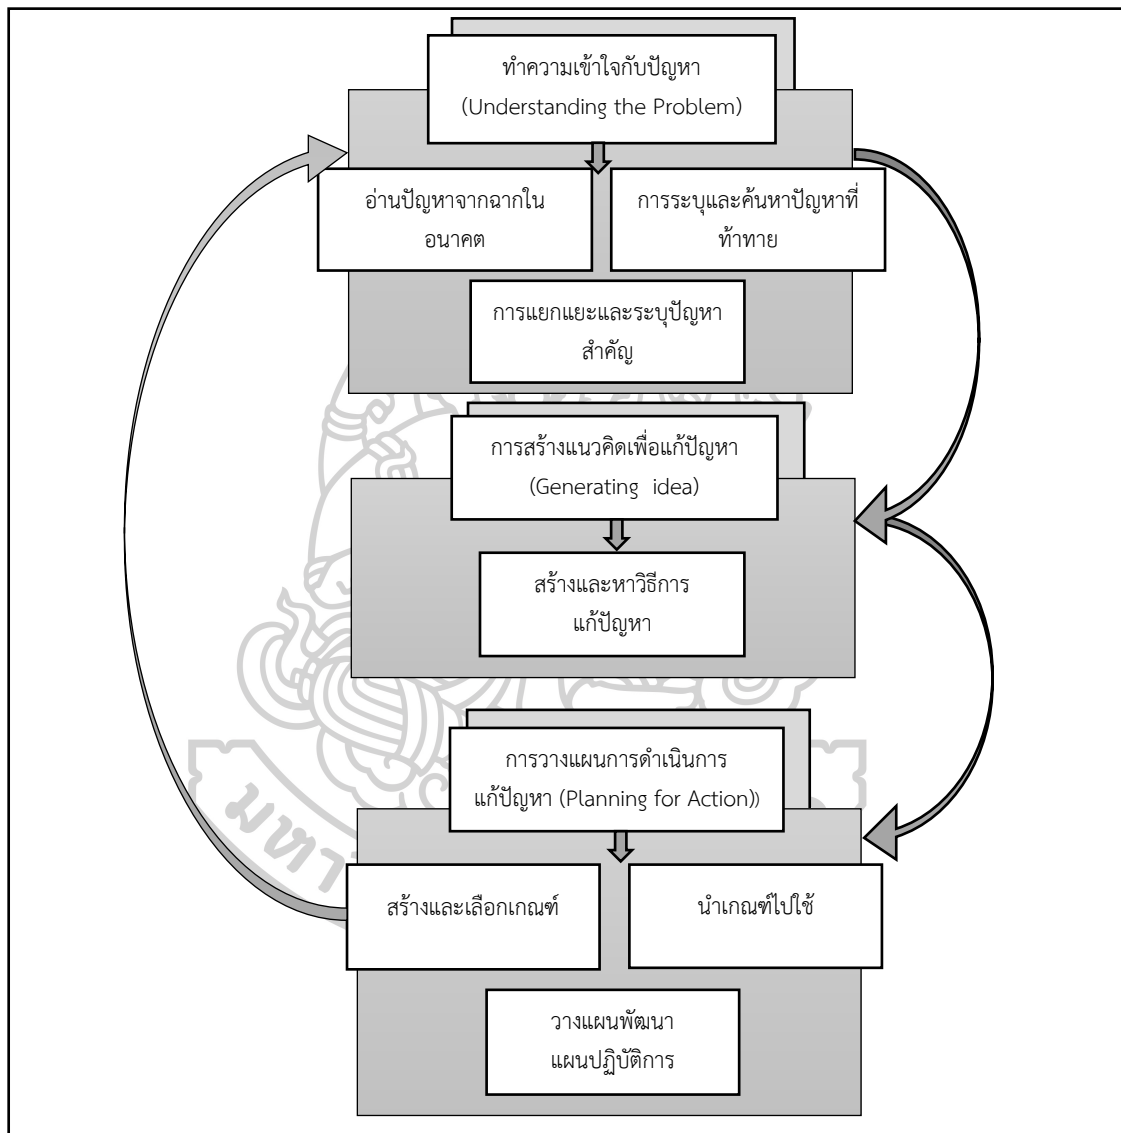 ทำความเข้าใจกับปัญหา
(Understanding the Problem)
อ่านปัญหาจากฉากใน
อนาคต
การระบุและค้นหาปัญหาที่
ท้าทาย
การแยกแยะและระบุปัญหา
สำคัญ
การสร้างแนวคิดเพื่อแก้ปัญหา
(Generating idea)
สร้างและหาวิธีการ
แก้ปัญหา
การวางแผนการดำเนินการ
แก้ปัญหา (Planning for Action))
สร้างและเลือกเกณฑ์
นำเกณฑ์ไปใช้
วางแผนพัฒนา
แผนปฏิบัติการ